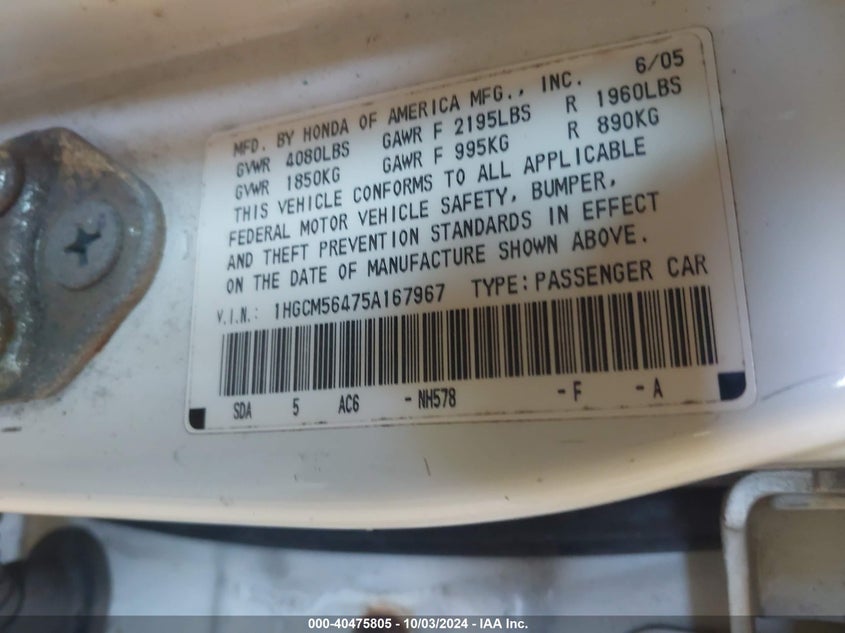 MFD. BY HONDA OF AMERICA MFG., INC. 6/05
GVWR 4080LBS GAWR F 2195LBS R 1960LBS
GVWR 1850KG GAWR F 995KG R 890KG
THIS VEHICLE CONFORMS TO ALL APPLICABLE
FEDERAL MOTOR VEHICLE SAFETY, BUMPER,
AND THEFT PREVENTION STANDARDS IN EFFECT
ON THE DATE OF MANUFACTURE SHOWN ABOVE.
V.I.N.: 1HGCM56475A167967 TYPE:PASSENGER CAR
SDA 5 AC6 -NH578 -F -A
000-40475805 - 10/03/2024 - IAA Inc.